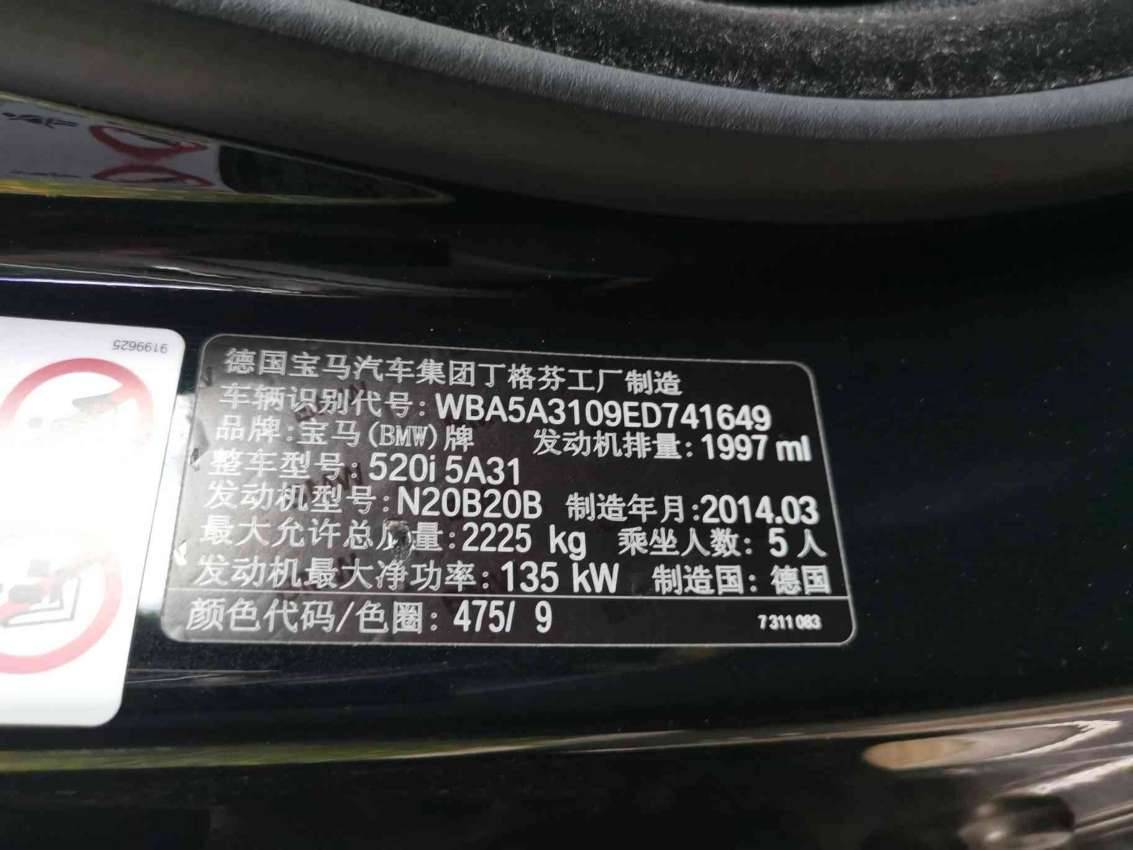 9199625
德国宝马汽车集团丁格芬工厂制造
车辆识别代号: WBA5A3109ED741649
品牌: 宝马(BMW)牌 发动机排量: 1997 ml
整车型号: 520i 5A31
发动机型号: N20B20B 制造年月: 2014.03
最大允许总质量: 2225 kg 乘坐人数: 5人
发动机最大净功率: 135 kW 制造国: 德国
颜色代码/色圈: 475/ 9 7 311 083